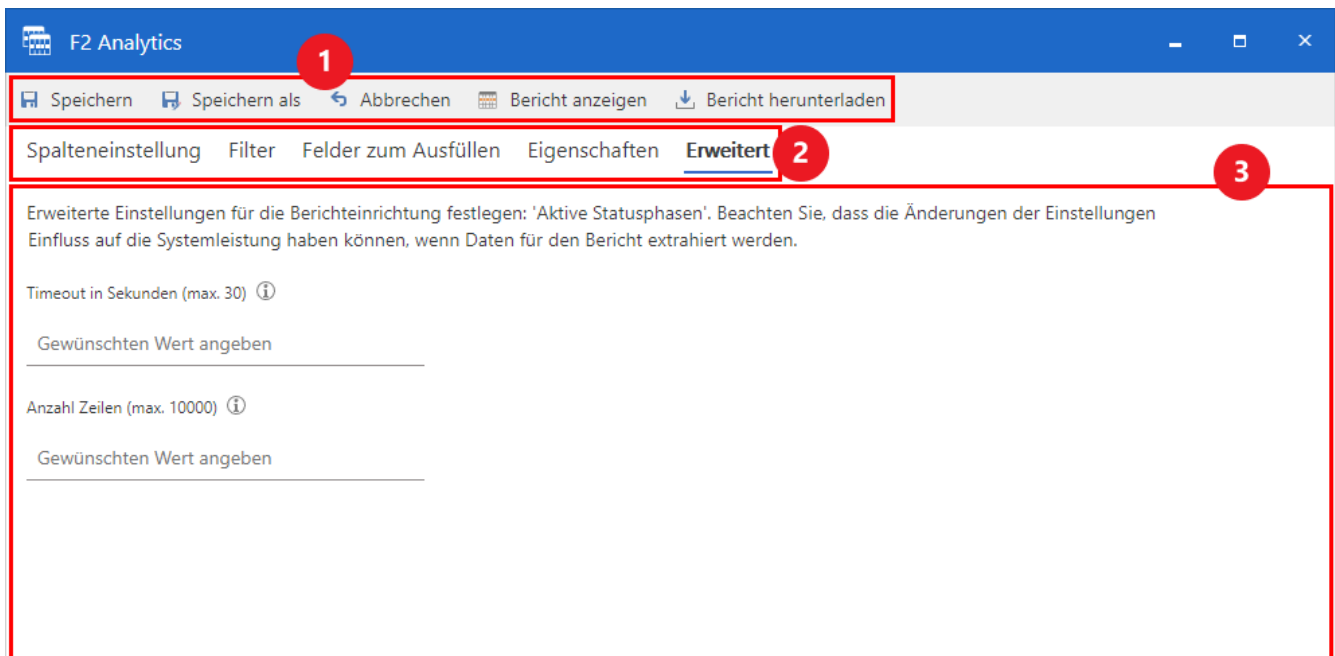 F2 Analytics
1
Speichern Speichern als Abbrechen Bericht anzeigen Bericht herunterladen
Spalteneinstellung Filter Felder zum Ausfüllen Eigenschaften Erweitert 2
3
Erweiterte Einstellungen für die Berichteinrichtung festlegen: 'Aktive Statusphasen'. Beachten Sie, dass die Änderungen der Einstellungen
Einfluss auf die Systemleistung haben können, wenn Daten für den Bericht extrahiert werden.
Timeout in Sekunden (max. 30)
Gewünschten Wert angeben
Anzahl Zeilen (max. 10000)
Gewünschten Wert angeben